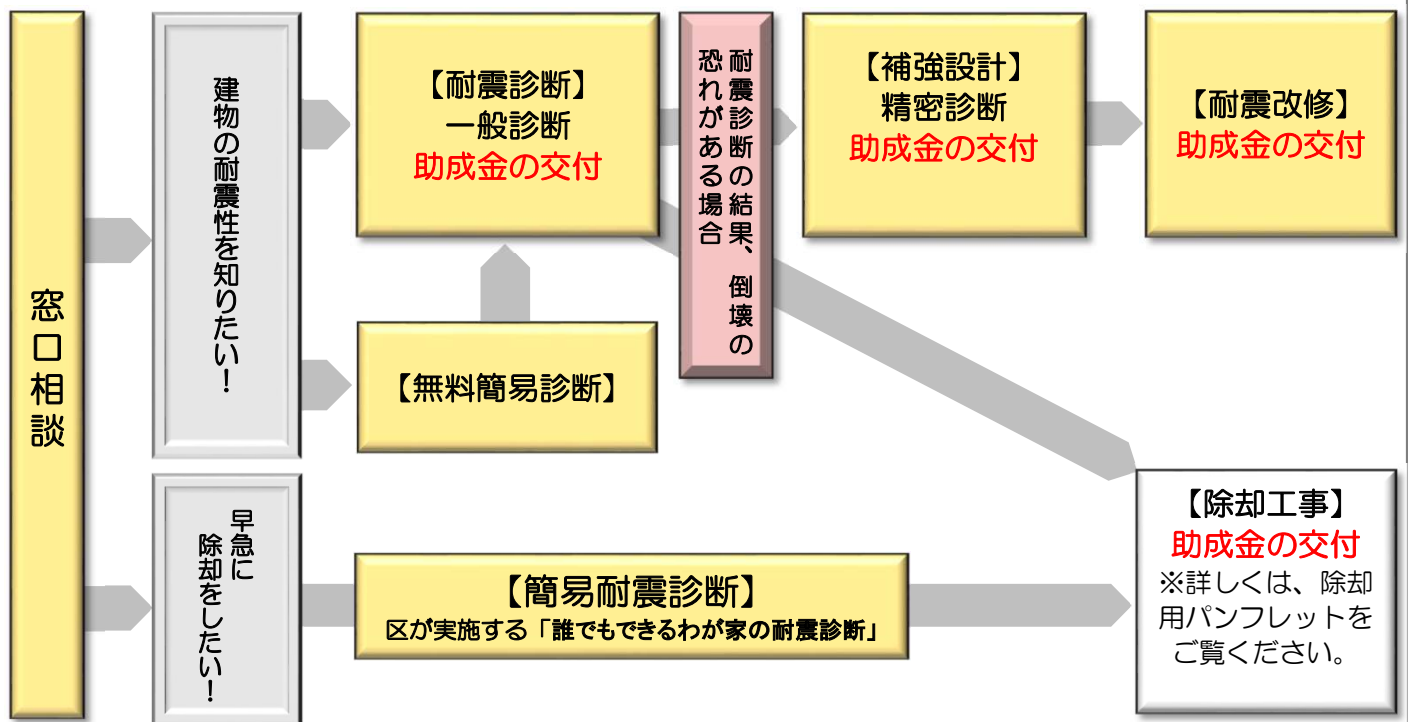 窓口相談
建物の耐震性を知りたい！
【耐震診断】
一般診断
助成金の交付
【無料簡易診断】
耐震診断の結果、倒壊の
恐れがある場合
【補強設計】
精密診断
助成金の交付
【耐震改修】
助成金の交付
早急に
除却をしたい！
【簡易耐震診断】
区が実施する「誰でもできるわが家の耐震診断」
【除却工事】
助成金の交付
※詳しくは、除却
用パンフレットを
ご覧ください。